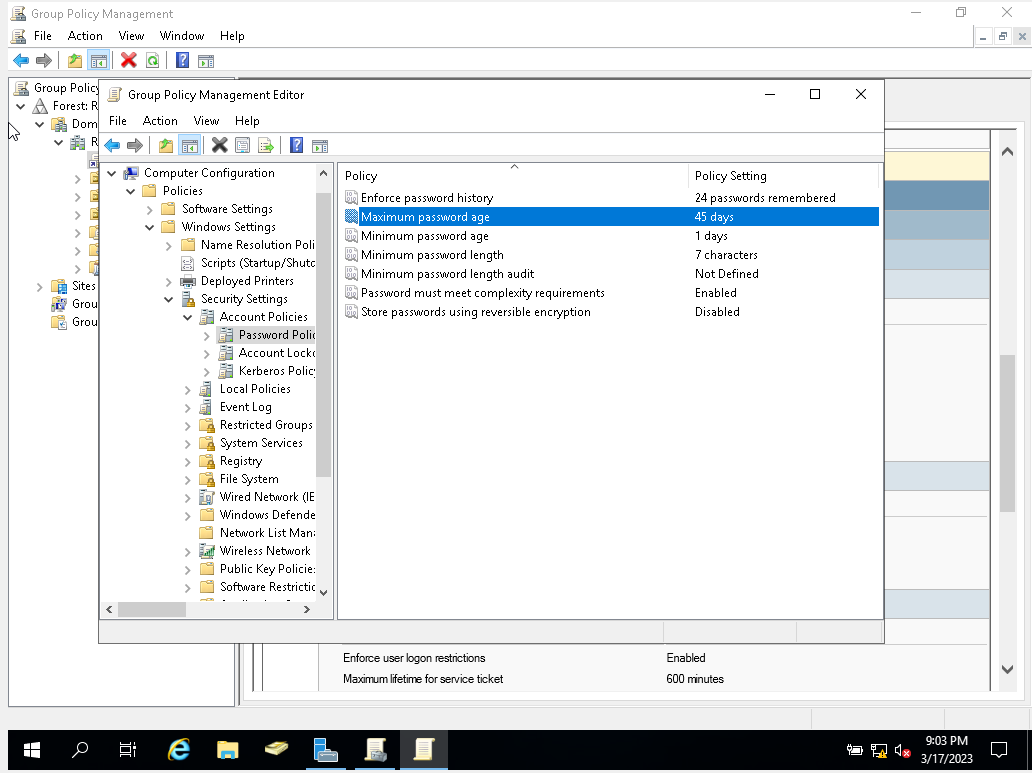 Group Policy Management
File Action View Window Help
Group Policy
Forest: R
Dom
R
Sites
Grou
Grou
Group Policy Management Editor
File Action View Help
Computer Configuration
Policies
Software Settings
Windows Settings
Name Resolution Poli
Scripts (Startup/Shutd
Deployed Printers
Security Settings
Account Policies
Password Polic
Account Locko
Kerberos Policy
Local Policies
Event Log
Restricted Groups
System Services
Registry
File System
Wired Network (IE
Windows Defende
Network List Mana
Wireless Network
Public Key Policie
Software Restrictio
Policy Policy Setting
Enforce password history 24 passwords remembered
Maximum password age 45 days
Minimum password age 1 days
Minimum password length 7 characters
Minimum password length audit Not Defined
Password must meet complexity requirements Enabled
Store passwords using reversible encryption Disabled
Enforce user logon restrictions Enabled
Maximum lifetime for service ticket 600 minutes
9:03 PM
3/17/2023